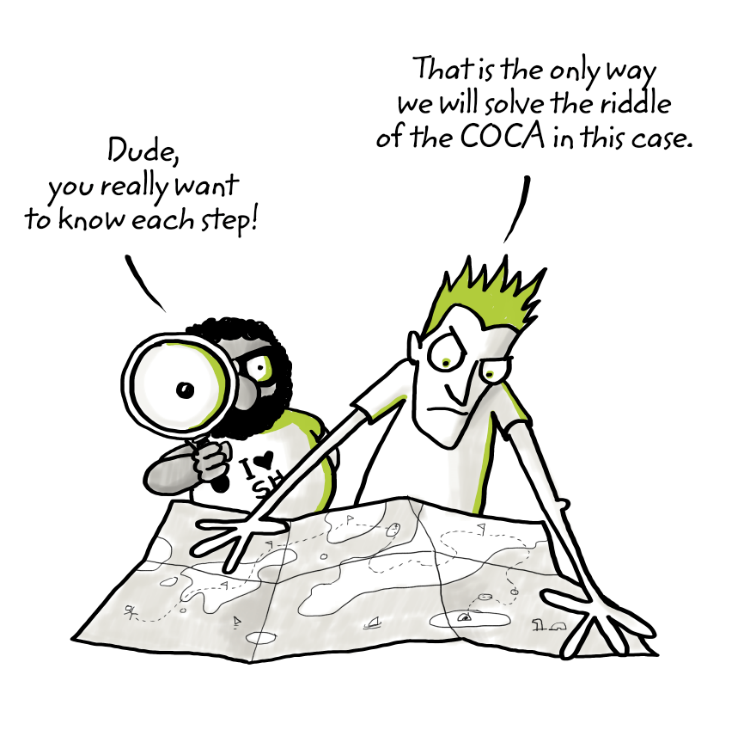 Dude,
you really want
to know each step!
That is the only way
we will solve the riddle
of the COCA in this case.
I ♥
SH